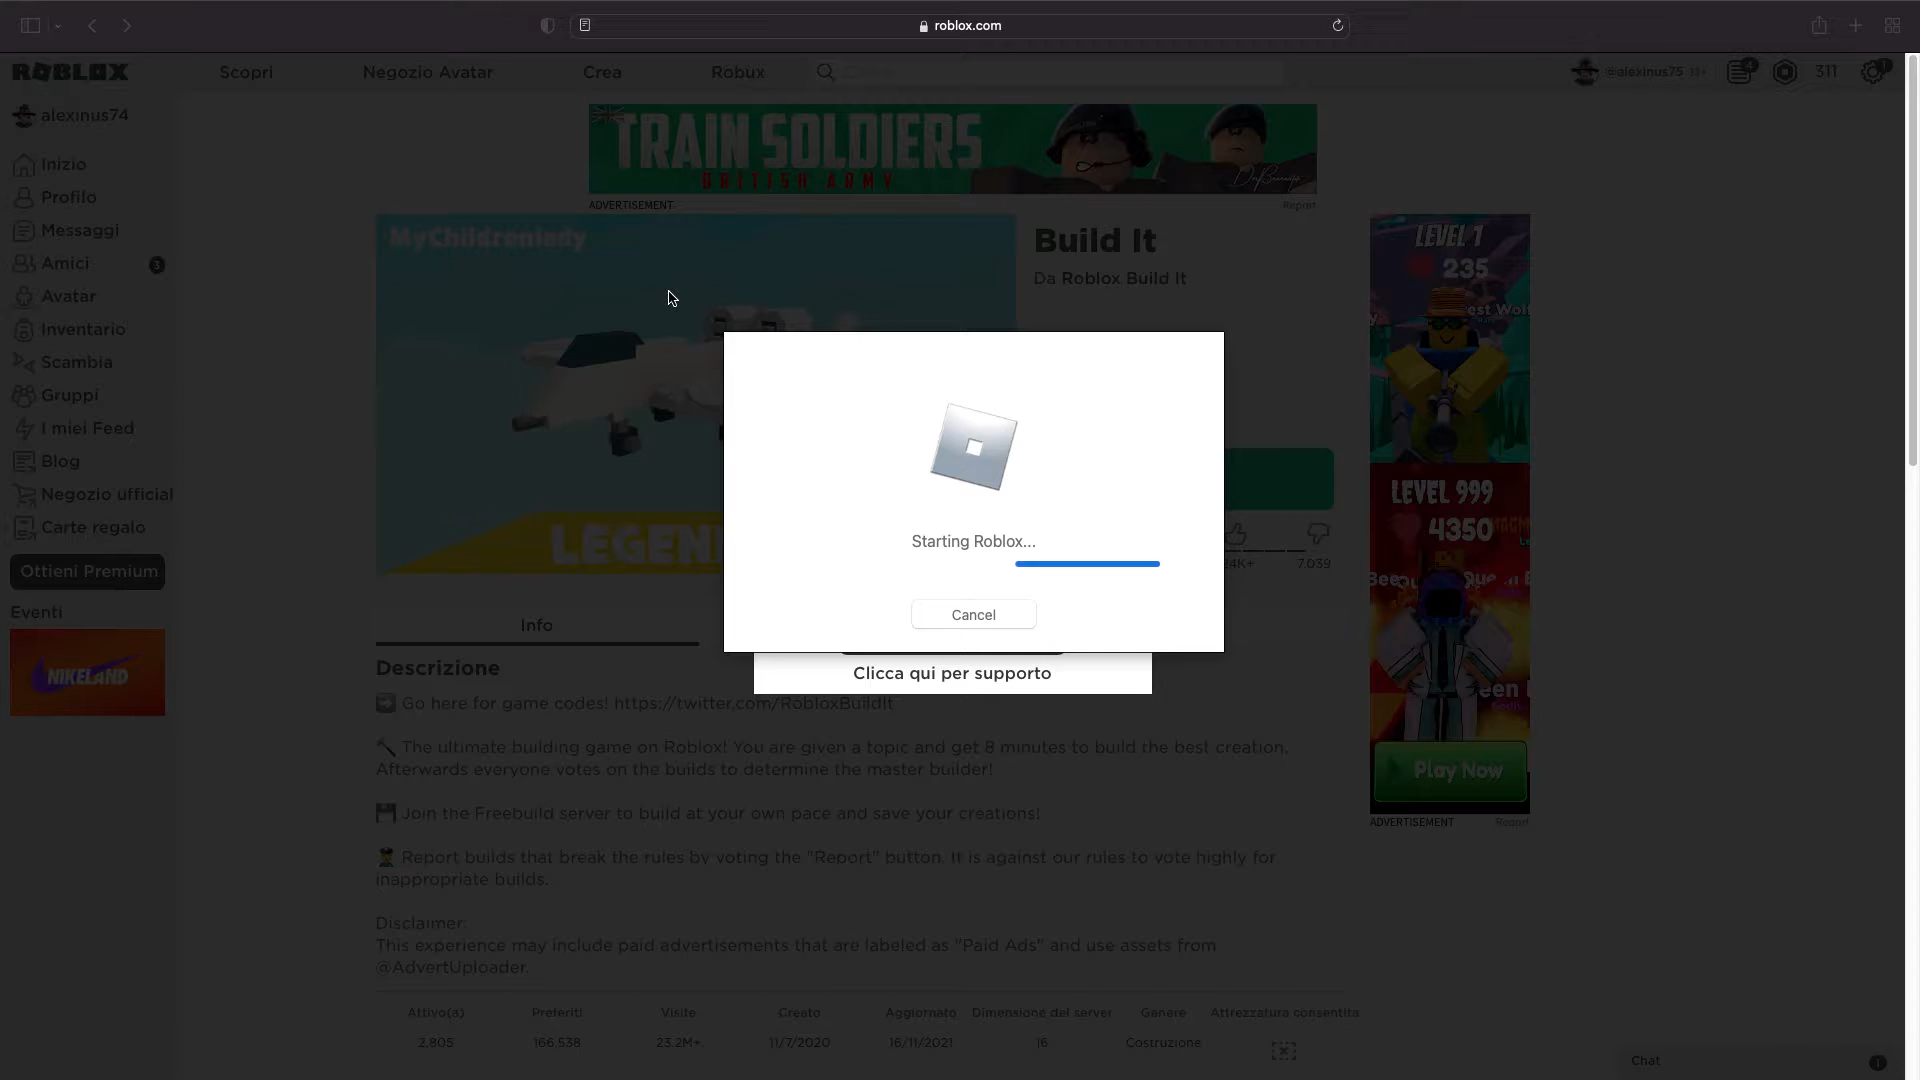 roblox.com
ROBLOX
Scopri
Negozio Avatar
Crea
Robux
@alexinus75 13+
4
311
1
alexinus74
Inizio
Profilo
Messaggi
Amici
3
Avatar
Inventario
Scambia
Gruppi
I miei Feed
Blog
Negozio ufficial
Carte regalo
Ottieni Premium
Eventi
NIKELAND
TRAIN SOLDIERS
BRITISH ARMY
ADVERTISEMENT
Report
MyChildrenlady
LEGEN
Build It
Da Roblox Build It
Starting Roblox...
Cancel
Clicca qui per supporto
24K+
7.039
Info
Descrizione
➡️ Go here for game codes! https://twitter.com/RobloxBuildIt
🔨 The ultimate building game on Roblox! You are given a topic and get 8 minutes to build the best creation.
Afterwards everyone votes on the builds to determine the master builder!
💾 Join the Freebuild server to build at your own pace and save your creations!
👮 Report builds that break the rules by voting the "Report" button. It is against our rules to vote highly for
inappropriate builds.
Disclaimer:
This experience may include paid advertisements that are labeled as "Paid Ads" and use assets from
@AdvertUploader.
Attivo(a)
Preferiti
Visite
Creato
Aggiornato
Dimensione del server
Genere
Attrezzatura consentita
2,805
166,538
23.2M+
11/7/2020
16/11/2021
16
Costruzione
LEVEL 1
235
LEVEL 999
4350
Play Now
ADVERTISEMENT
Report
Chat